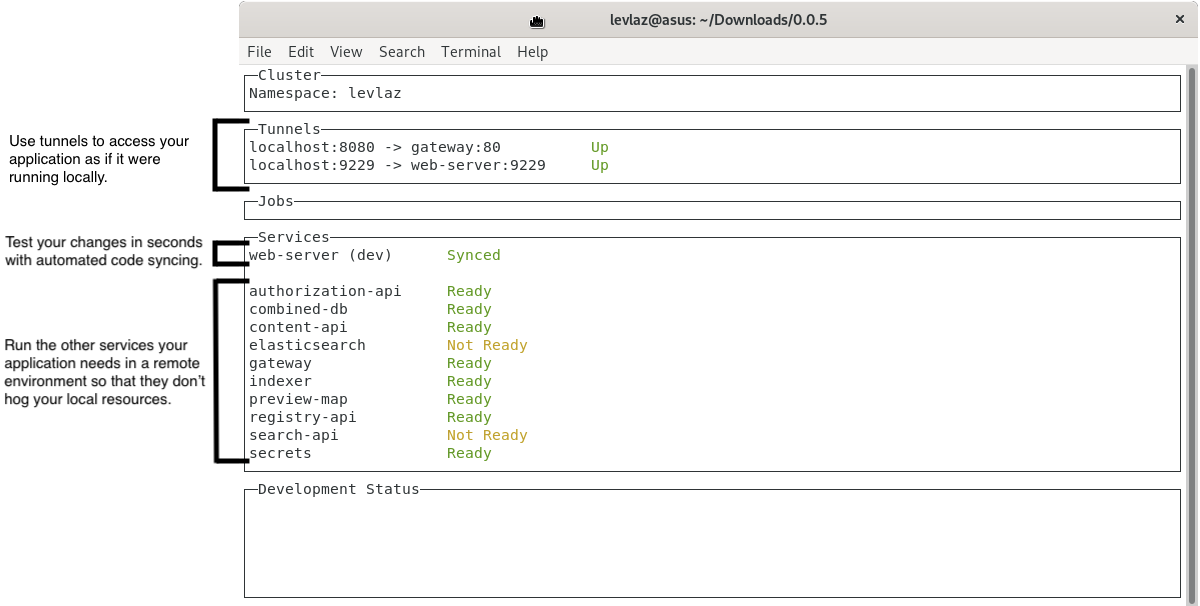 levlaz@asus: ~/Downloads/0.0.5
File Edit View Search Terminal Help
Cluster
Namespace: levlaz
Use tunnels to access your
application as if it were
running locally.
Tunnels
localhost:8080 -> gateway:80 Up
localhost:9229 -> web-server:9229 Up
Jobs
Test your changes in seconds
with automated code syncing.
Services
web-server (dev) Synced
Run the other services your
application needs in a remote
environment so that they don't
hog your local resources.
authorization-api Ready
combined-db Ready
content-api Ready
elasticsearch Not Ready
gateway Ready
indexer Ready
preview-map Ready
registry-api Ready
search-api Not Ready
secrets Ready
Development Status